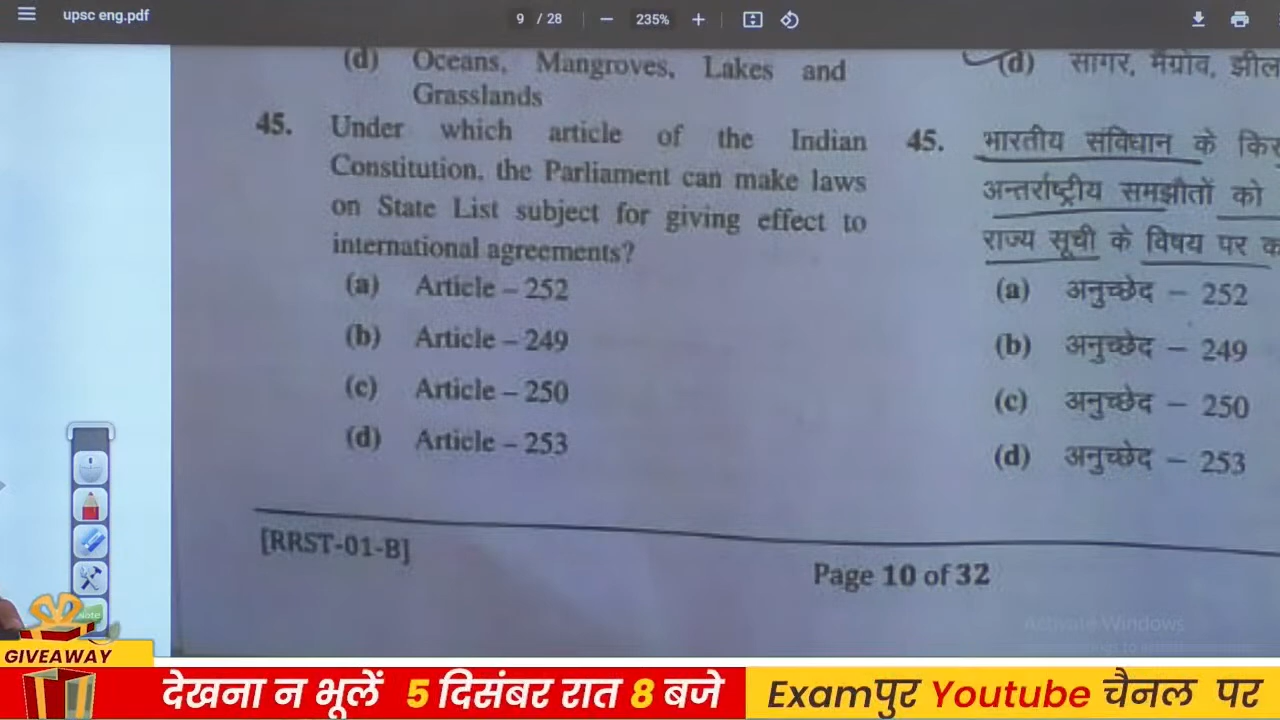 upsc eng.pdf
9 / 28
235%
(d) Oceans, Mangroves, Lakes and
Grasslands
45. Under which article of the Indian
Constitution, the Parliament can make laws
on State List subject for giving effect to
international agreements?
(a) Article – 252
(b) Article – 249
(c) Article – 250
(d) Article – 253
(d) सागर, मैंग्रोव, झील
45. भारतीय संविधान के
अन्तर्राष्ट्रीय समझौतों को
राज्य सूची के विषय पर
(a) अनुच्छेद – 252
(b) अनुच्छेद – 249
(c) अनुच्छेद – 250
(d) अनुच्छेद – 253
[RRST-01-B]
Page 10 of 32
Activate Windows
GIVEAWAY
देखना न भूलें 5 दिसंबर रात 8 बजे
Examपुर Youtube चैनल पर